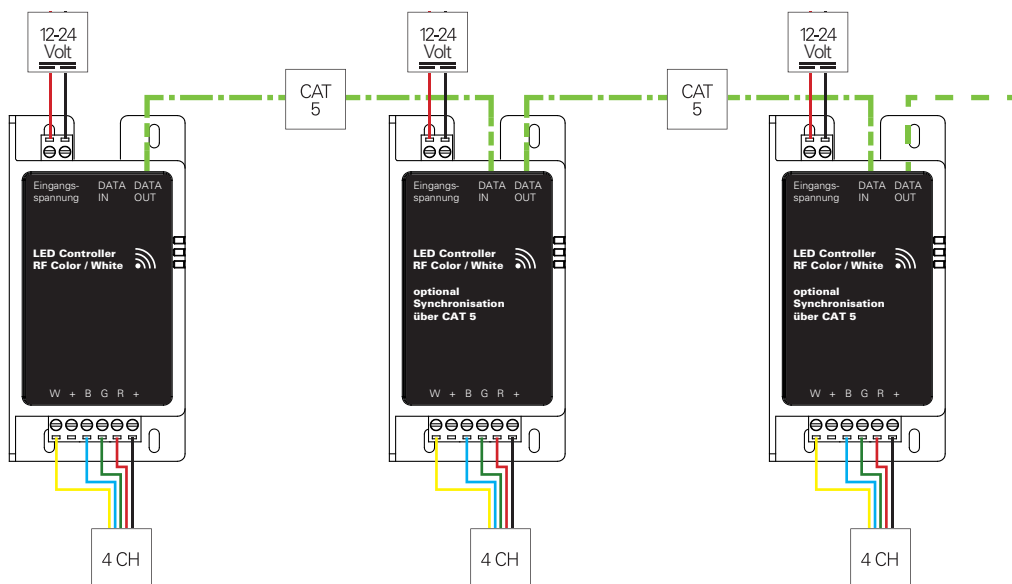 12-24
Volt
12-24
Volt
12-24
Volt
CAT
5
CAT
5
Eingangs-
spannung
DATA
IN
DATA
OUT
LED Controller
RF Color / White
W + B G R +
4 CH
Eingangs-
spannung
DATA
IN
DATA
OUT
LED Controller
RF Color / White
optional
Synchronisation
über CAT 5
W + B G R +
4 CH
Eingangs-
spannung
DATA
IN
DATA
OUT
LED Controller
RF Color / White
optional
Synchronisation
über CAT 5
W + B G R +
4 CH